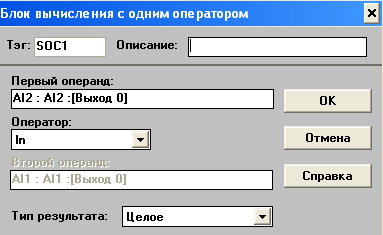 Блок вычисления с одним оператором
Тэг: SOC1 Описание:
Первый операнд:
AI2 : AI2 :[Выход 0]
OK
Оператор:
ln
Отмена
Второй операнд:
AI1 : AI1 :[Выход 0]
Справка
Тип результата: Целое